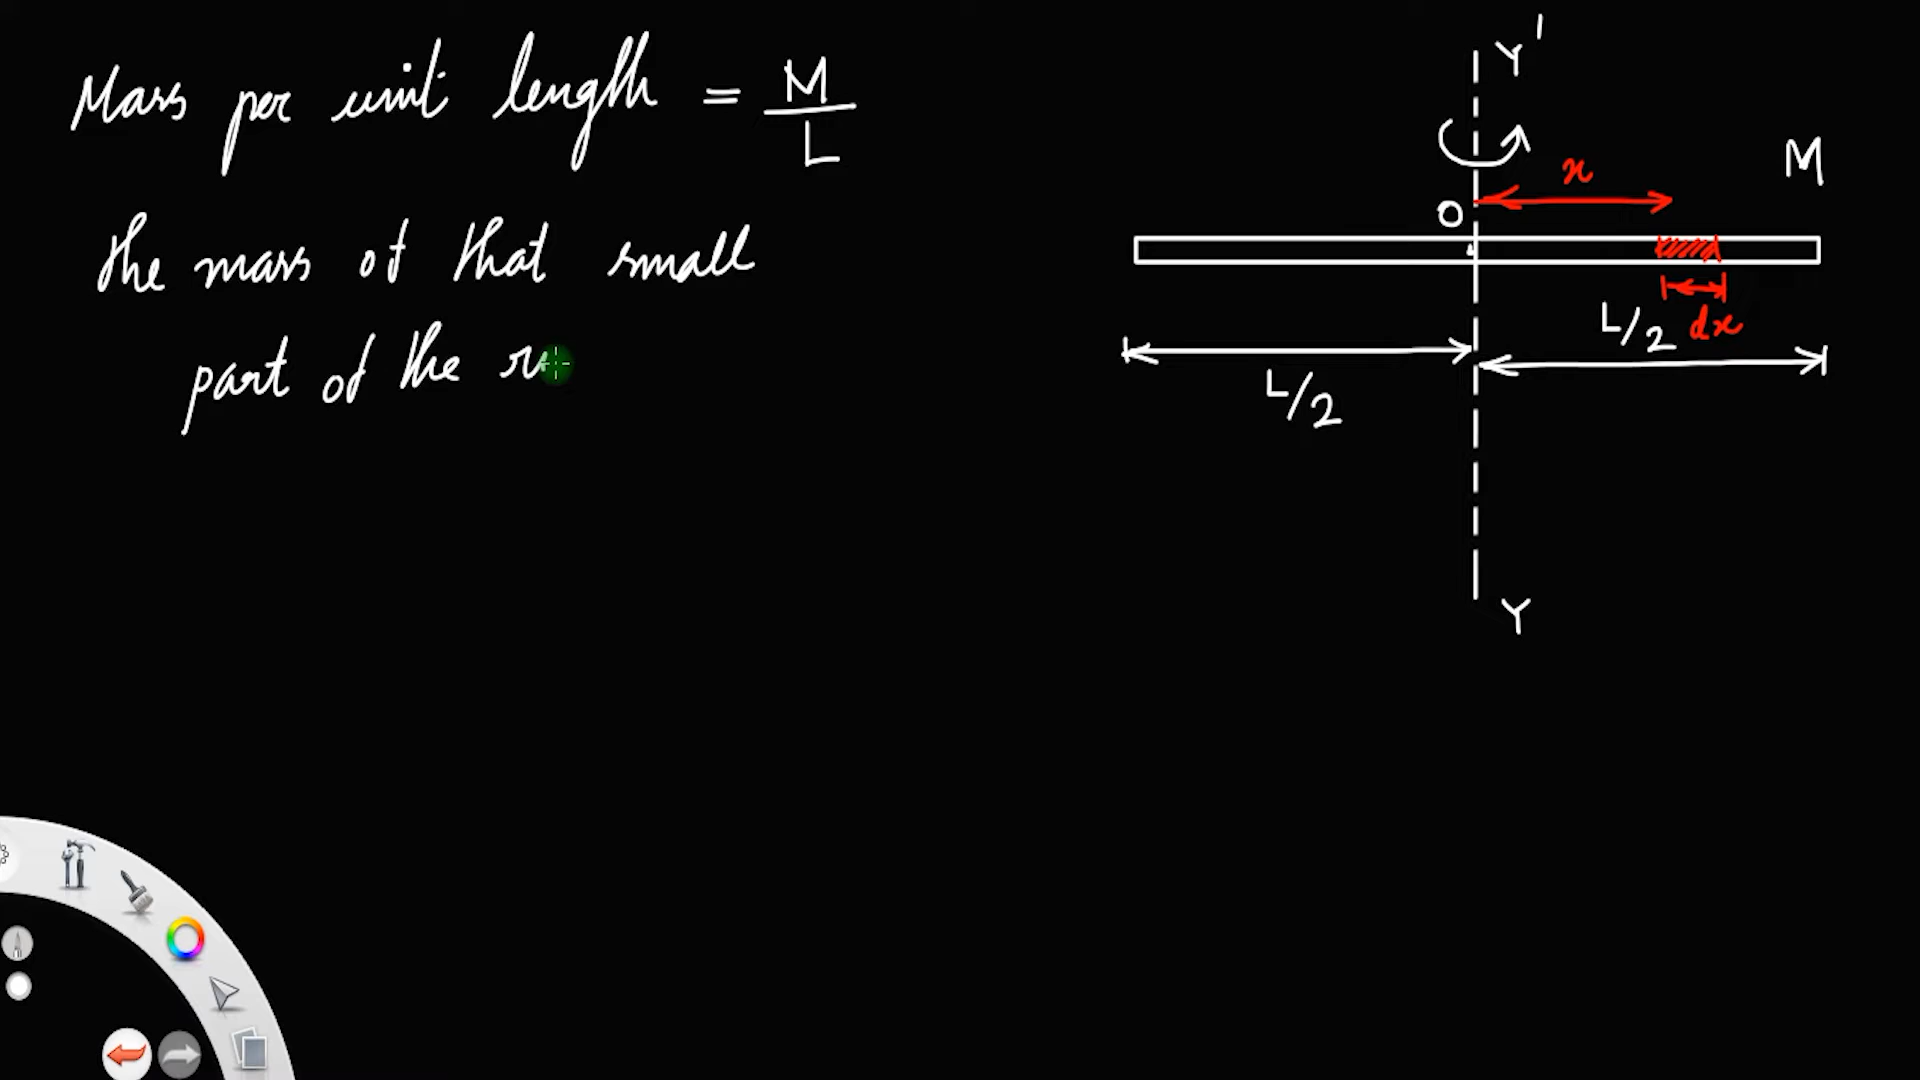 Mass per unit length = M/L
the mass of that small
part of the
Y'
M
x
O
L/2
dx
L/2
Y